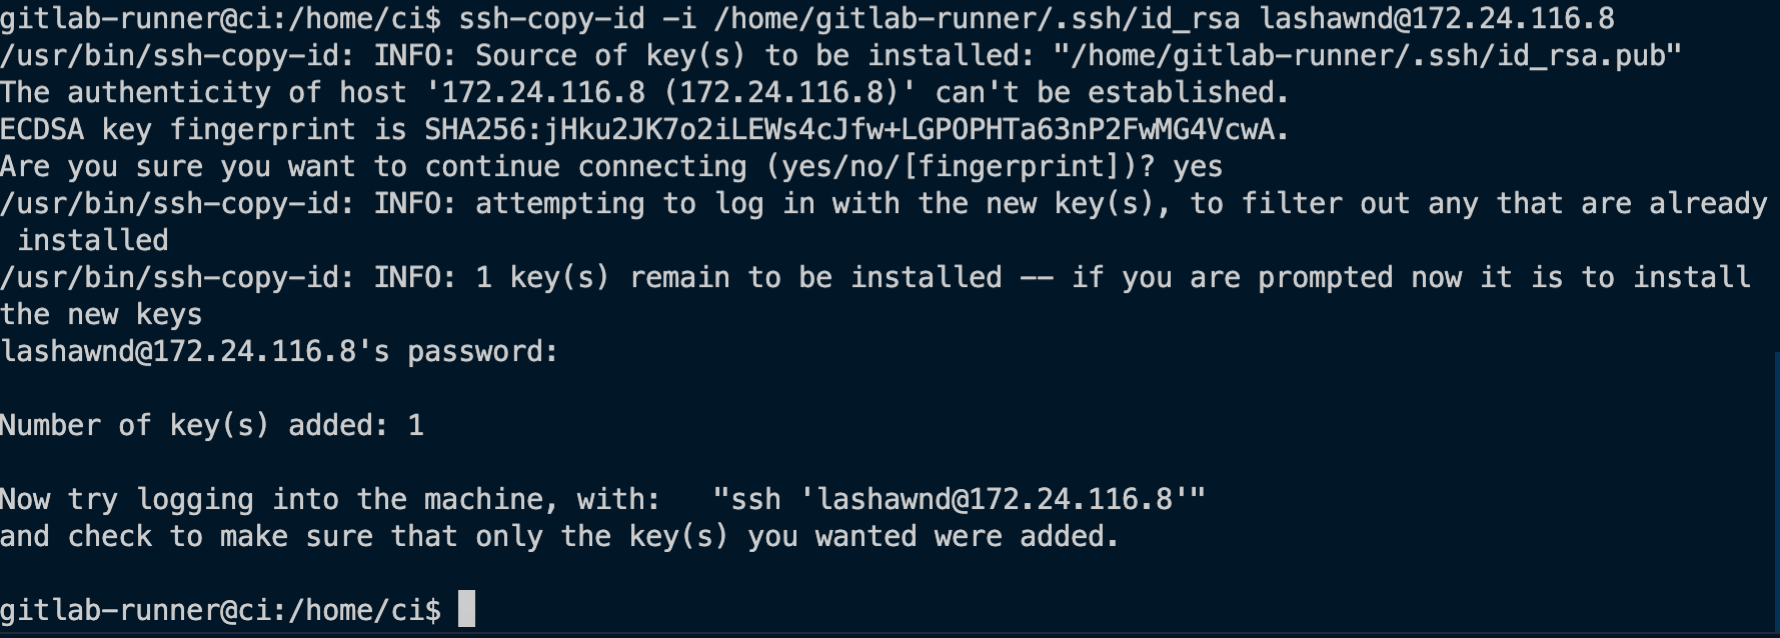 gitlab-runner@ci:/home/ci$ ssh-copy-id -i /home/gitlab-runner/.ssh/id_rsa lashawnd@172.24.116.8
/usr/bin/ssh-copy-id: INFO: Source of key(s) to be installed: "/home/gitlab-runner/.ssh/id_rsa.pub"
The authenticity of host '172.24.116.8 (172.24.116.8)' can't be established.
ECDSA key fingerprint is SHA256:jHku2JK7o2iLEWs4cJfw+LGPOPHTa63nP2FwMG4VcwA.
Are you sure you want to continue connecting (yes/no/[fingerprint])? yes
/usr/bin/ssh-copy-id: INFO: attempting to log in with the new key(s), to filter out any that are already
 installed
/usr/bin/ssh-copy-id: INFO: 1 key(s) remain to be installed -- if you are prompted now it is to install
the new keys
lashawnd@172.24.116.8's password:
Number of key(s) added: 1
Now try logging into the machine, with:   "ssh 'lashawnd@172.24.116.8'"
and check to make sure that only the key(s) you wanted were added.
gitlab-runner@ci:/home/ci$